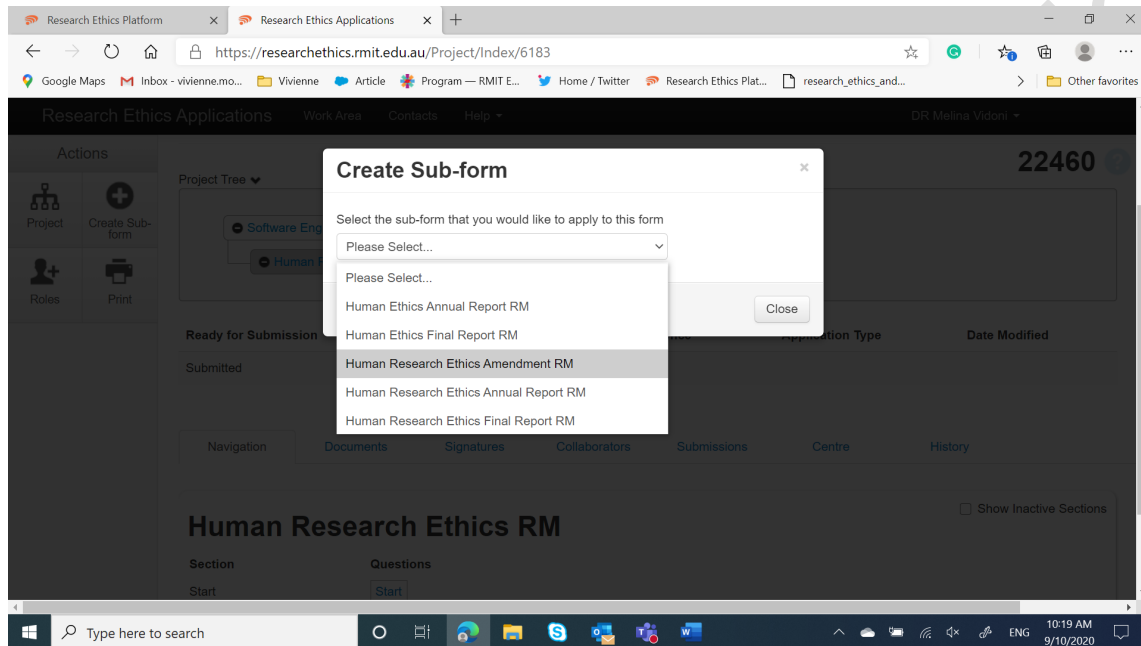 Research Ethics Platform
Research Ethics Applications
https://researchethics.rmit.edu.au/Project/Index/6183
Google Maps
Inbox - vivienne.mo...
Vivienne
Article
Program — RMIT E...
Home / Twitter
Research Ethics Plat...
research_ethics_and...
Other favorites
Research Ethics Applications
Work Area
Contacts
Help
DR Melina Vidoni
Actions
Project
Create Sub-form
Roles
Print
Project Tree
22460
Software Eng
Human
Create Sub-form
Select the sub-form that you would like to apply to this form
Please Select...
Please Select...
Human Ethics Annual Report RM
Human Ethics Final Report RM
Human Research Ethics Amendment RM
Human Research Ethics Annual Report RM
Human Research Ethics Final Report RM
Close
Ready for Submission
Application Type
Date Modified
Submitted
Navigation
Documents
Signatures
Collaborators
Submissions
Centre
History
Show Inactive Sections
Human Research Ethics RM
Section
Questions
Start
Start
Type here to search
ENG
10:19 AM
9/10/2020